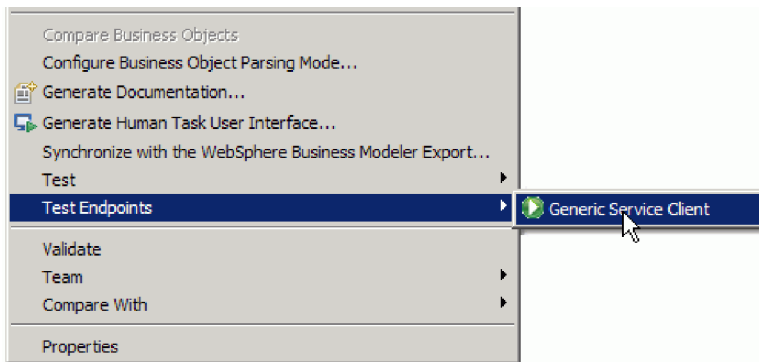 Compare Business Objects
Configure Business Object Parsing Mode...
Generate Documentation...
Generate Human Task User Interface...
Synchronize with the WebSphere Business Modeler Export...
Test
Test Endpoints
Generic Service Client
Validate
Team
Compare With
Properties